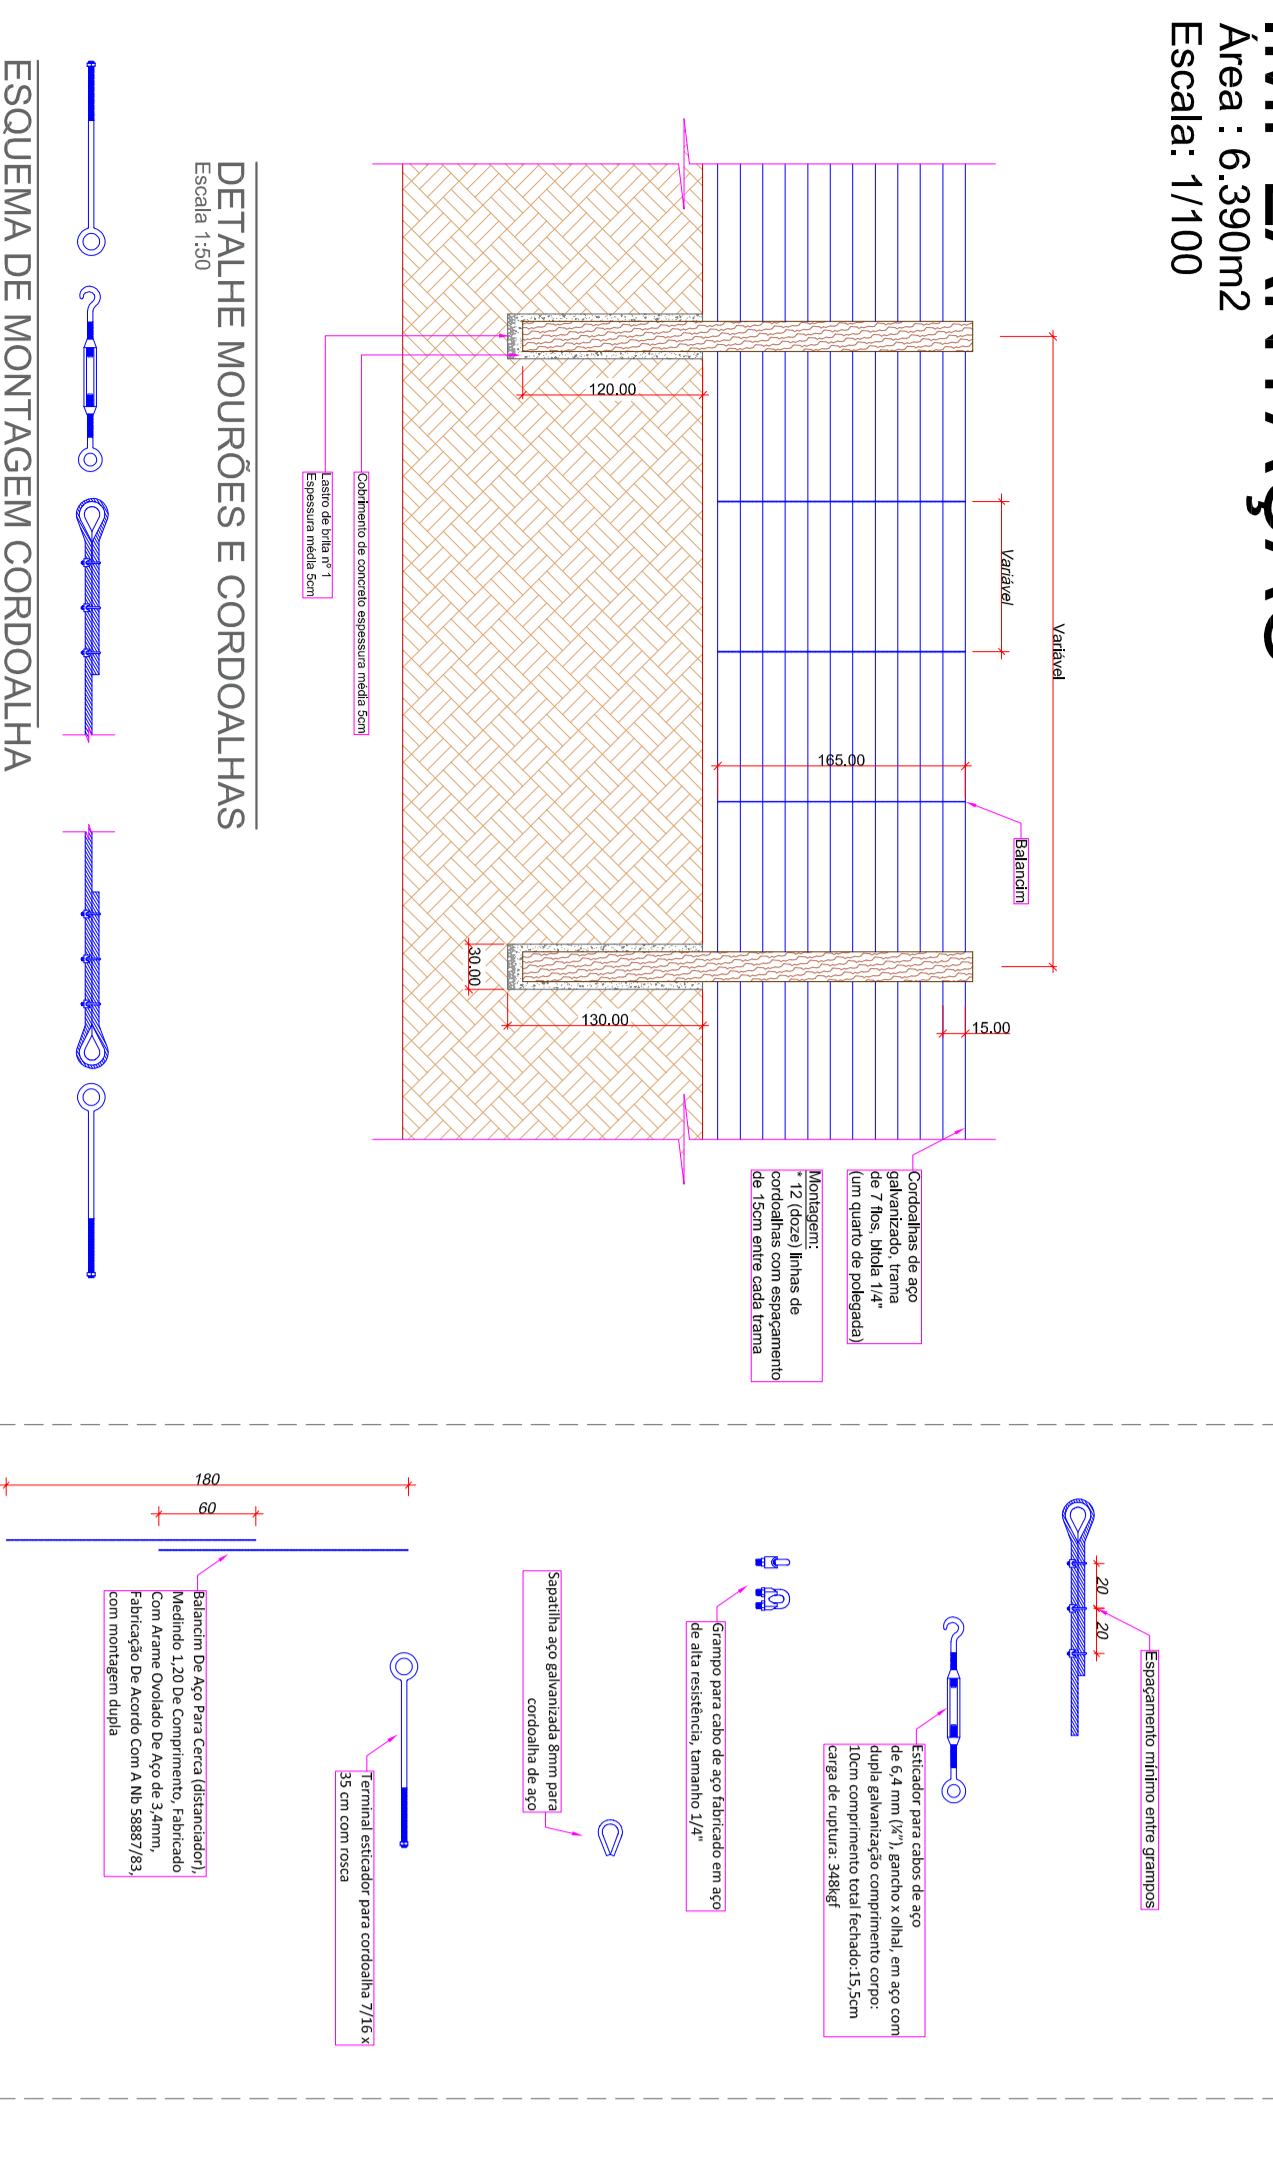 Área : 6.390m2
Escala: 1/100
Variável
Variável
Balancim
165.00
15.00
120.00
130.00
30.00
Cordoalhas de aço
galvanizado, trama
de 7 fios, bitola 1/4"
(um quarto de polegada)
Montagem:
* 12 (doze) linhas de
cordoalhas com espaçamento
de 15cm entre cada trama
Cobrimento de concreto espessura média 5cm
Lastro de brita nº 1
Espessura média 5cm
DETALHE MOURÕES E CORDOALHAS
Escala 1:50
ESQUEMA DE MONTAGEM CORDOALHA
Espaçamento mínimo entre grampos
20
20
Esticador para cabos de aço
de 6,4 mm (¼"), gancho x olhal, em aço com
dupla galvanização comprimento corpo:
10cm comprimento total fechado:15,5cm
carga de ruptura: 348kgf
Grampo para cabo de aço fabricado em aço
de alta resistência, tamanho 1/4"
Sapatilha aço galvanizada 8mm para
cordoalha de aço
Terminal esticador para cordoalha 7/16 x
35 cm com rosca
180
60
Balancim De Aço Para Cerca (distanciador),
Medindo 1,20 De Comprimento, Fabricado
Com Arame Ovolado De Aço de 3,4mm,
Fabricação De Acordo Com A Nb 58887/83,
com montagem dupla